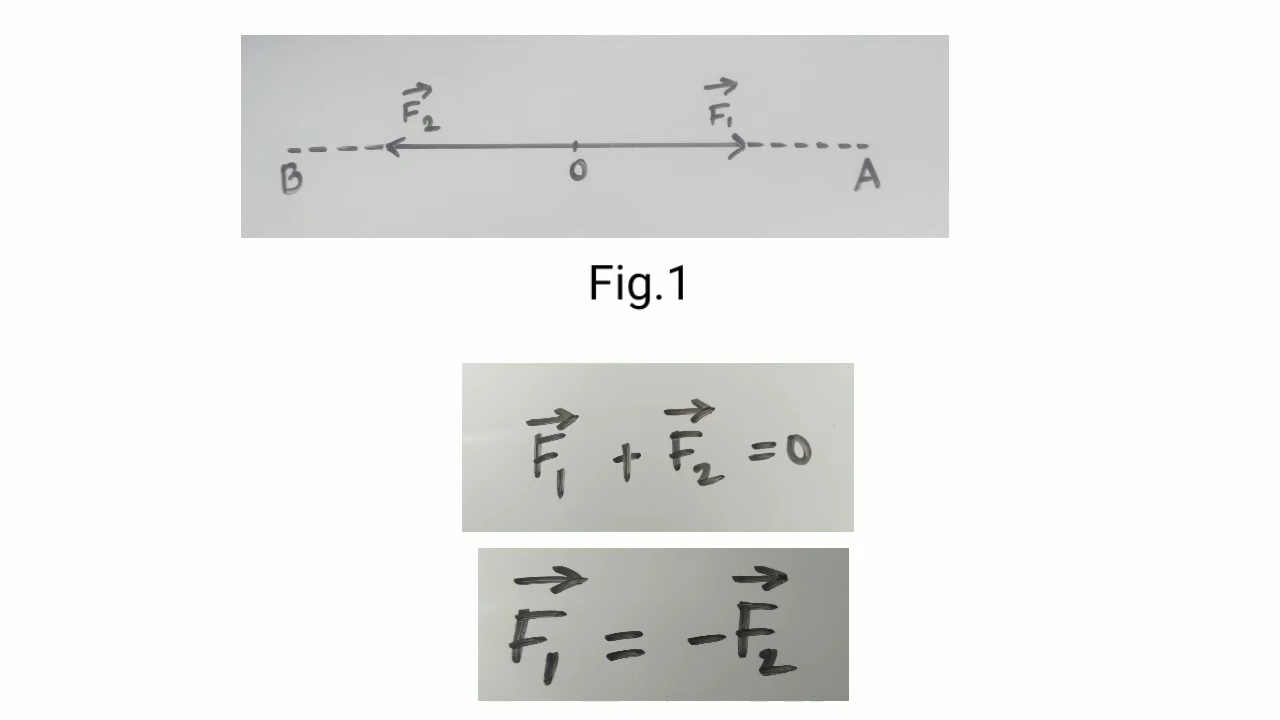 F⃗₂ F⃗₁
B O A
Fig.1
F⃗₁ + F⃗₂ = 0
F⃗₁ = -F⃗₂